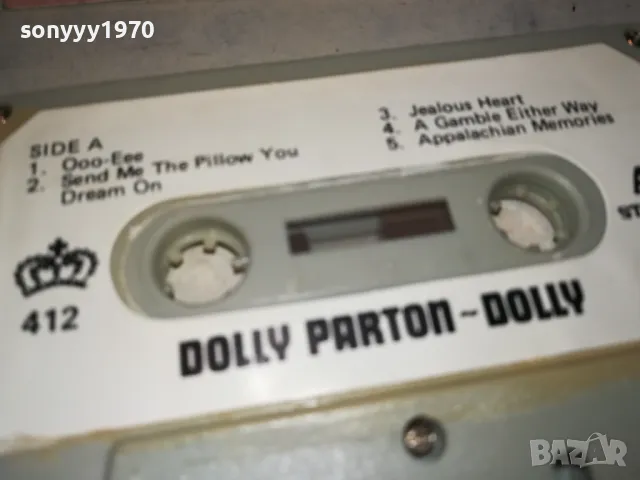 sonyyy1970
SIDE A
1. Ooo-Eee
2. Send Me The Pillow You
Dream On
3. Jealous Heart
4. A Gamble Either Way
5. Appalachian Memories
412
DOLLY PARTON - DOLLY
BAZAR